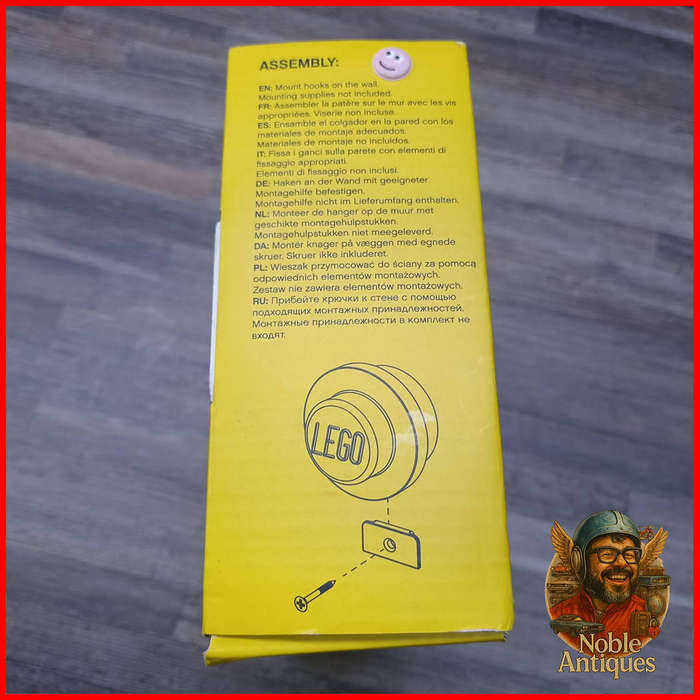 ASSEMBLY:
EN: Mount hooks on the wall.
Mounting supplies not included.
FR: Assembler la patère sur le mur avec les vis
appropriées. Viserie non inclusa.
ES: Ensamble el colgador en la pared con los
materiales de montaje adecuados.
Materiales de montaje no incluidos.
IT: Fissa i ganci sulla parete con elementi di
fissaggio appropriati.
Elementi di fissaggio non inclusi.
DE: Haken an der Wand mit geeigneter
Montagehilfe befestigen.
Montagehilfe nicht im Lieferumfang enthalten.
NL: Monteer de hanger op de muur met
geschikte montagehulpstukken.
Montagehulpstukken niet meegeleverd.
DA: Montér knager på væggen med egnede
skruer. Skruer ikke inkluderet.
PL: Wieszak przymocować do ściany za pomocą
odpowiednich elementów montażowych.
Zestaw nie zawiera elementów montażowych.
RU: Прибейте крючки к стене с помощью
подходящих монтажных принадлежностей.
Монтажные принадлежности в комплект не
входят.
LEGO
Noble
Antiques